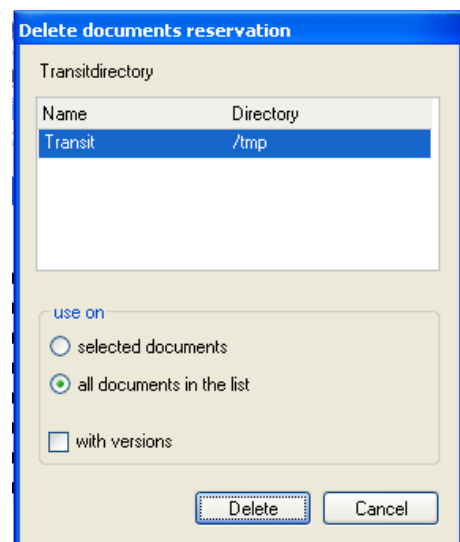 Delete documents reservation
Transitdirectory
Name Directory
Transit /tmp
use on
selected documents
all documents in the list
with versions
Delete Cancel